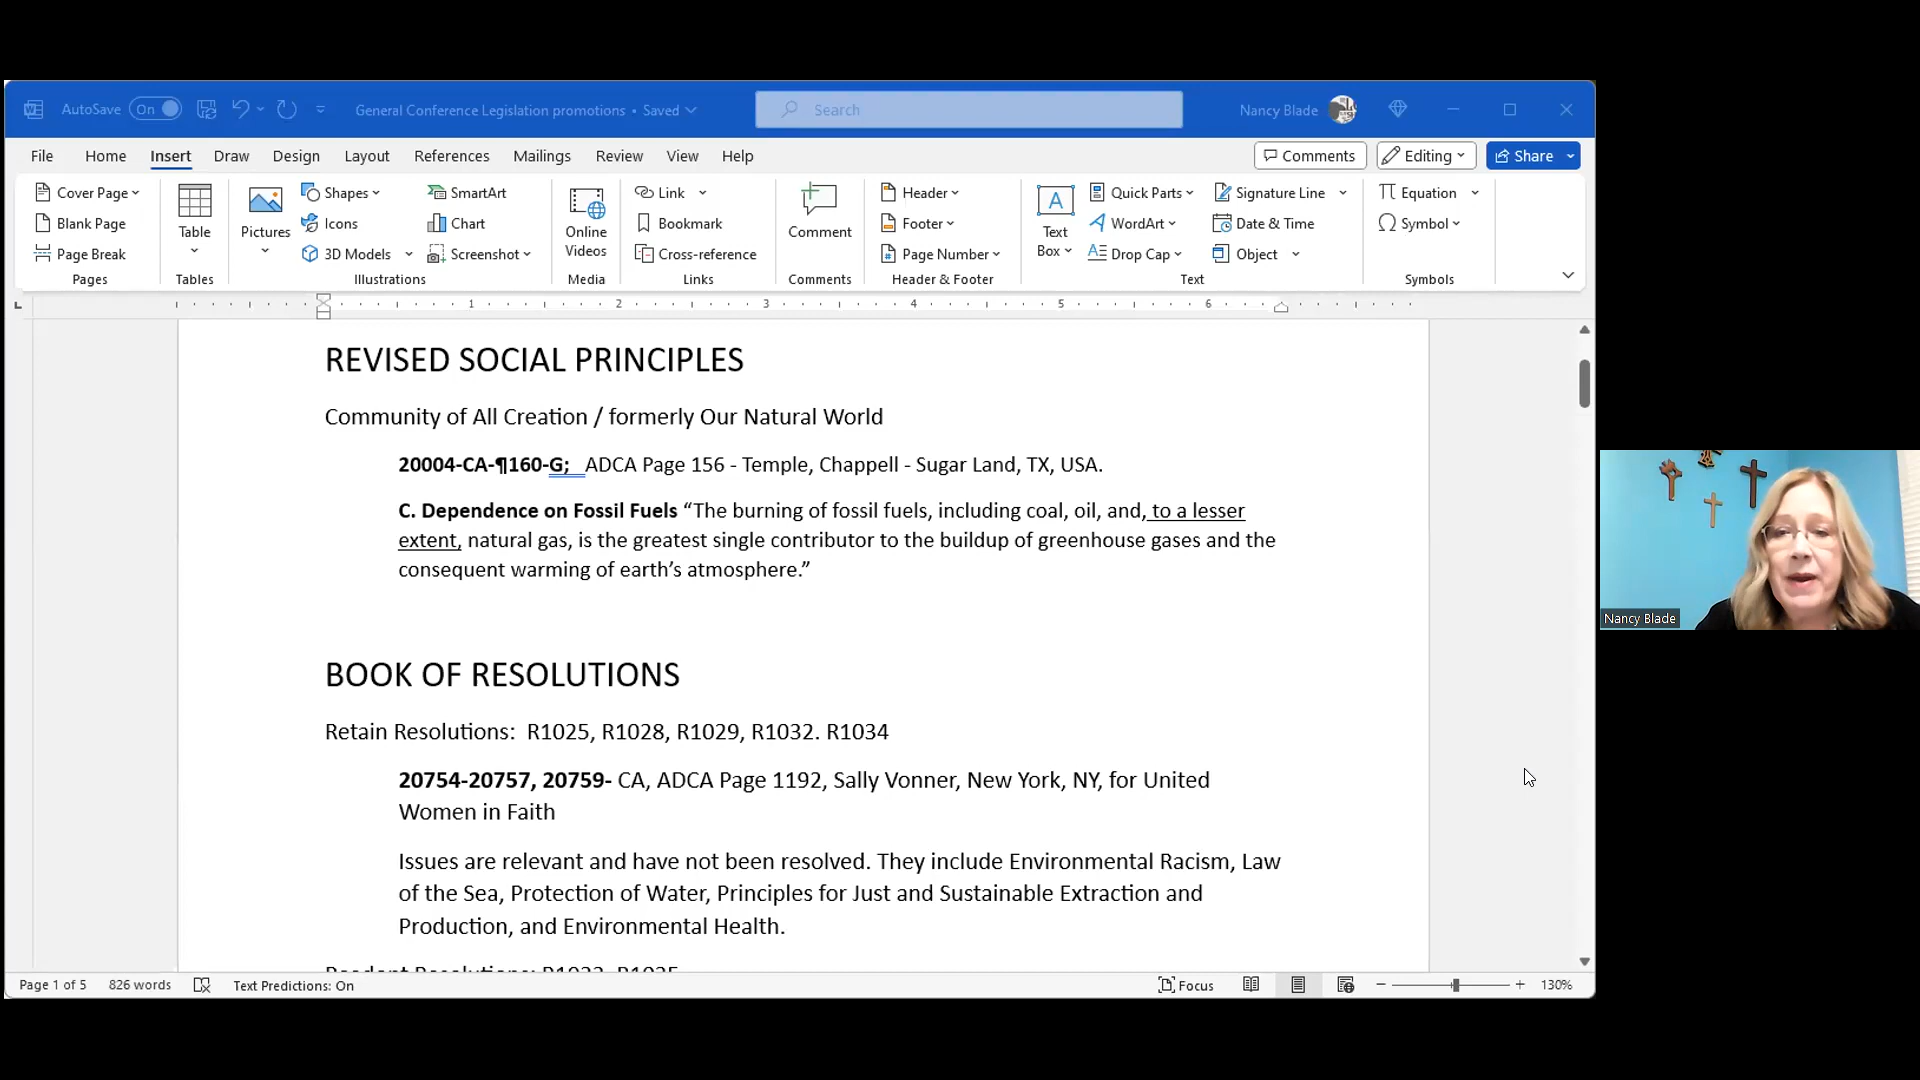 AutoSave On General Conference Legislation promotions • Saved Search Nancy Blade
File Home Insert Draw Design Layout References Mailings Review View Help Comments Editing Share
Cover Page
Blank Page
Page Break
Pages
Table
Tables
Pictures
Shapes
Icons
3D Models
SmartArt
Chart
Screenshot
Illustrations
Online
Videos
Media
Link
Bookmark
Cross-reference
Links
Comment
Comments
Header
Footer
Page Number
Header & Footer
Text
Box
Quick Parts
WordArt
Drop Cap
Signature Line
Date & Time
Object
Text
Equation
Symbol
Symbols
1 2 3 4 5 6
REVISED SOCIAL PRINCIPLES
Community of All Creation / formerly Our Natural World
20004-CA-¶160-G; ADCA Page 156 - Temple, Chappell - Sugar Land, TX, USA.
C. Dependence on Fossil Fuels “The burning of fossil fuels, including coal, oil, and, to a lesser
extent, natural gas, is the greatest single contributor to the buildup of greenhouse gases and the
consequent warming of earth’s atmosphere.”
BOOK OF RESOLUTIONS
Retain Resolutions: R1025, R1028, R1029, R1032. R1034
20754-20757, 20759- CA, ADCA Page 1192, Sally Vonner, New York, NY, for United
Women in Faith
Issues are relevant and have not been resolved. They include Environmental Racism, Law
of the Sea, Protection of Water, Principles for Just and Sustainable Extraction and
Production, and Environmental Health.
Nancy Blade
Page 1 of 5 826 words Text Predictions: On Focus 130%